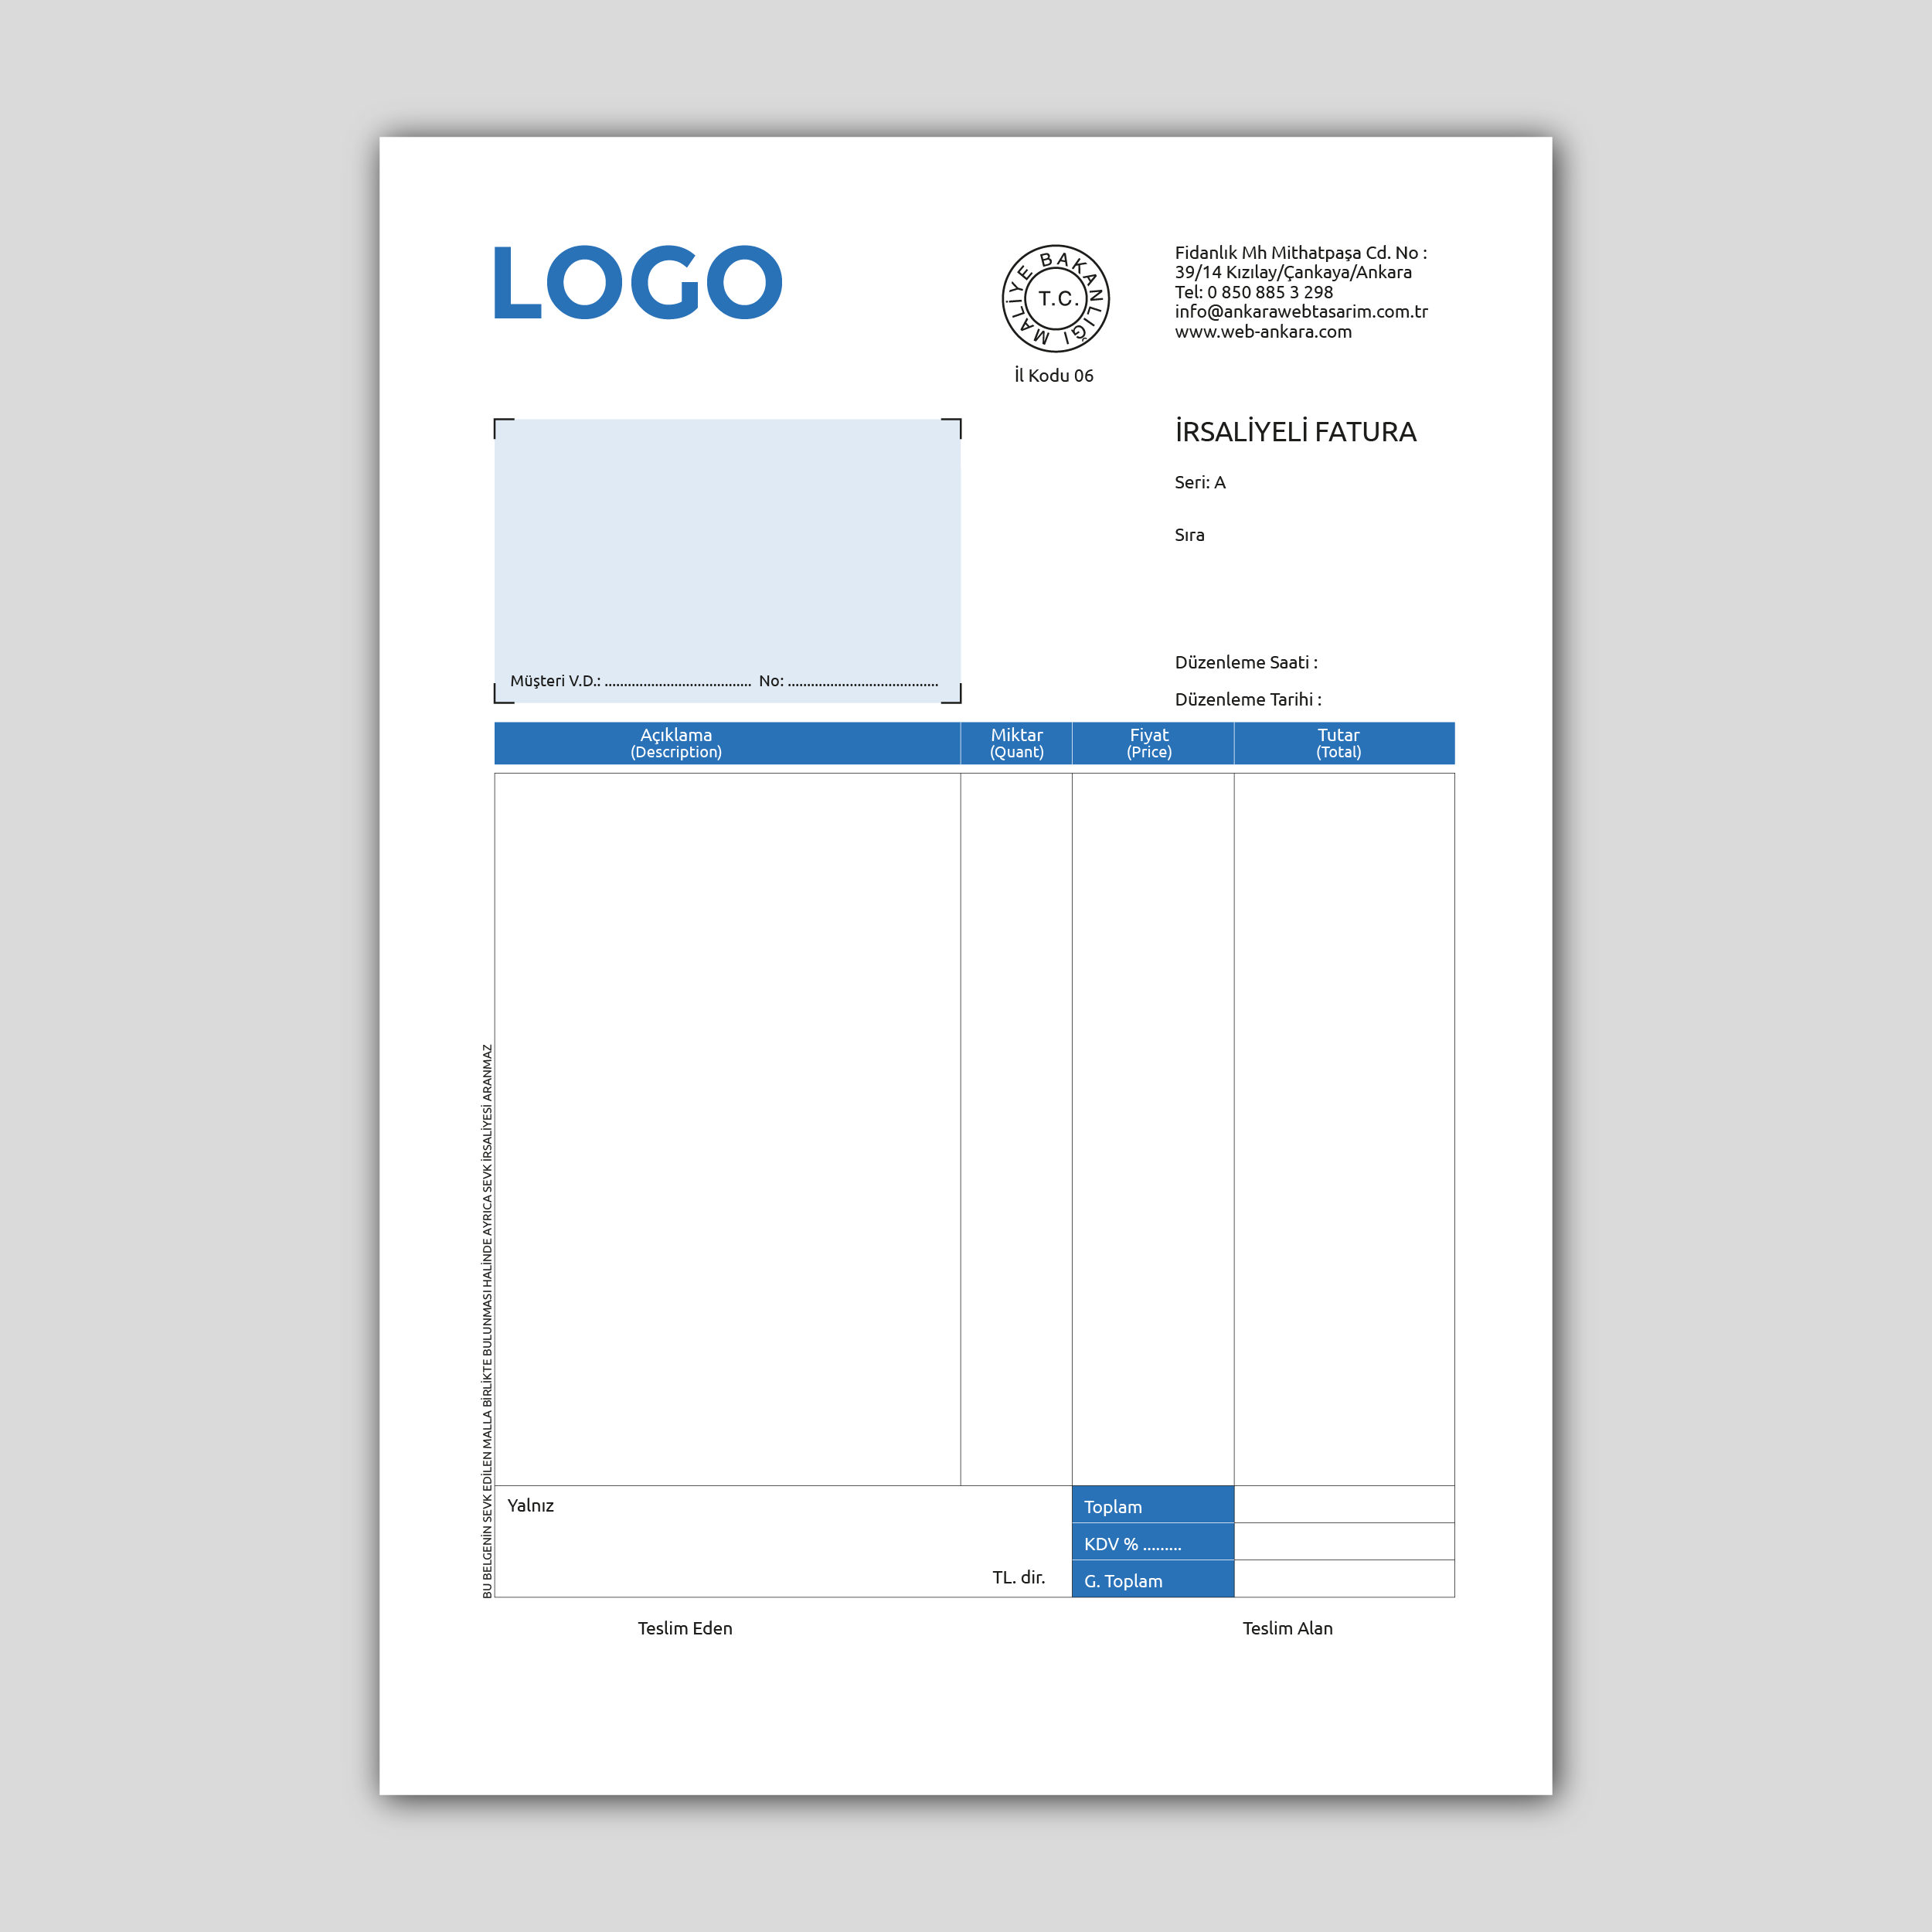 LOGO
MALİYE BAKANLIĞI
T.C.
İl Kodu 06
Fidanlık Mh Mithatpaşa Cd. No :
39/14 Kızılay/Çankaya/Ankara
Tel: 0 850 885 3 298
info@ankarawebtasarim.com.tr
www.web-ankara.com
İRSALİYELİ FATURA
Seri: A
Sıra
Müşteri V.D.: ...................................... No: .......................................
Düzenleme Saati :
Düzenleme Tarihi :
Açıklama
(Description)
Miktar
(Quant)
Fiyat
(Price)
Tutar
(Total)
BU BELGENİN SEVK EDİLEN MALLA BİRLİKTE BULUNMASI HALİNDE AYRICA SEVK İRSALİYESİ ARANMAZ
Yalnız
TL. dir.
Toplam
KDV % .........
G. Toplam
Teslim Eden
Teslim Alan